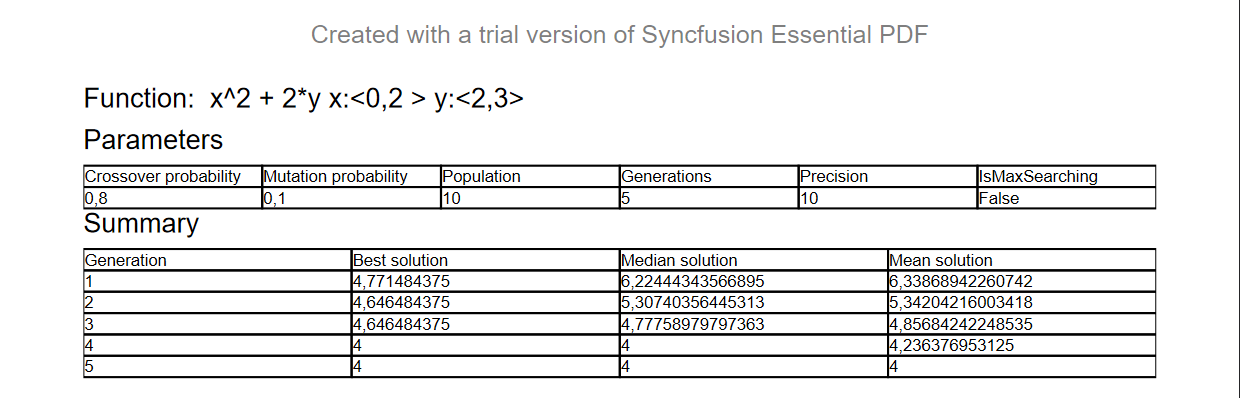 Created with a trial version of Syncfusion Essential PDF
Function:  x^2 + 2*y x:<0,2 > y:<2,3>
Parameters
Crossover probability Mutation probability Population Generations Precision IsMaxSearching
0,8 0,1 10 5 10 False
Summary
Generation Best solution Median solution Mean solution
1 4,771484375 6,22444343566895 6,33868942260742
2 4,646484375 5,30740356445313 5,34204216003418
3 4,646484375 4,77758979797363 4,85684242248535
4 4 4 4,236376953125
5 4 4 4